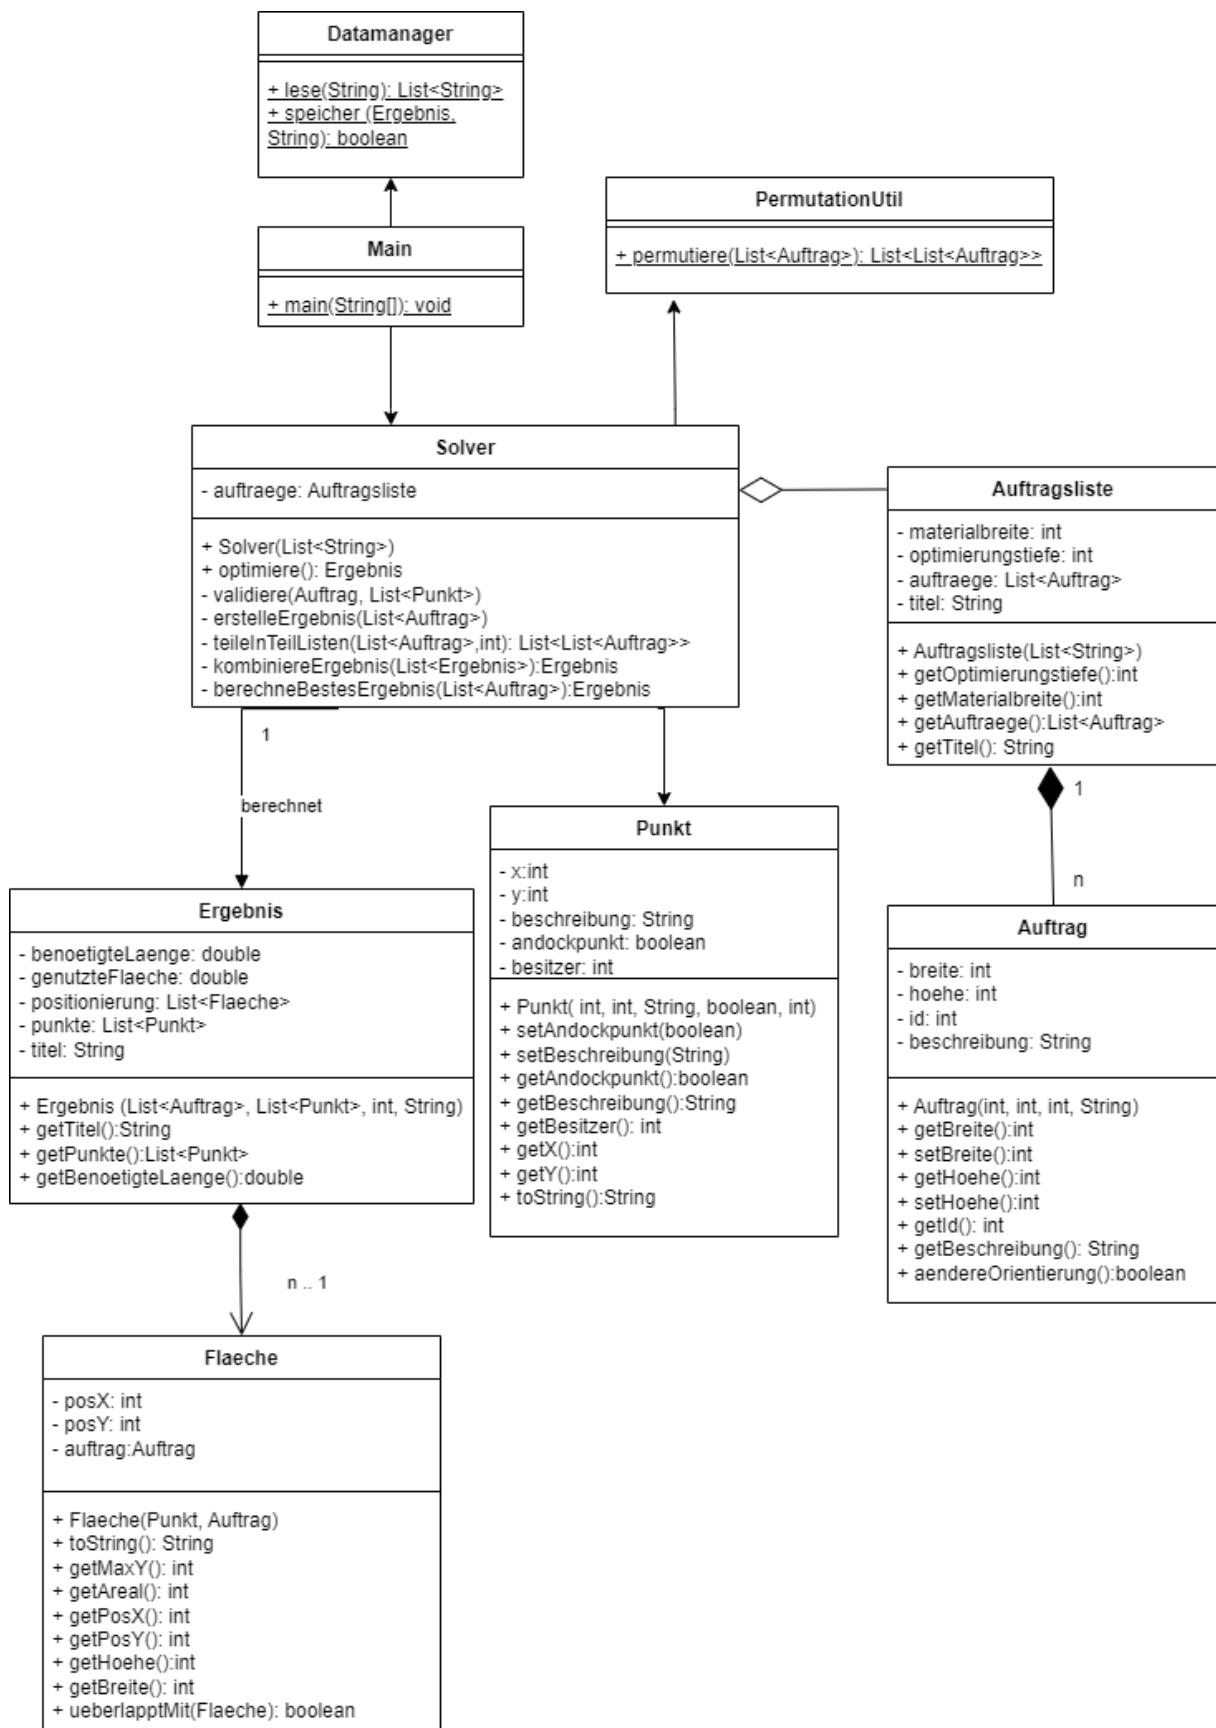 Datamanager
+ lese(String): List<String>
+ speicher (Ergebnis,
String): boolean
Main
+ main(String[]): void
PermutationUtil
+ permutiere(List<Auftrag>): List<List<Auftrag>>
Solver
- auftraege: Auftragsliste
+ Solver(List<String>)
+ optimiere(): Ergebnis
- validiere(Auftrag, List<Punkt>)
- erstelleErgebnis(List<Auftrag>)
- teileInTeilListen(List<Auftrag>,int): List<List<Auftrag>>
- kombiniereErgebnis(List<Ergebnis>):Ergebnis
- berechneBestesErgebnis(List<Auftrag>):Ergebnis
Auftragsliste
- materialbreite: int
- optimierungstiefe: int
- auftraege: List<Auftrag>
- titel: String
+ Auftragsliste(List<String>)
+ getOptimierungstiefe():int
+ getMaterialbreite():int
+ getAuftraege():List<Auftrag>
+ getTitel(): String
1
berechnet
1
n
Punkt
- x:int
- y:int
- beschreibung: String
- andockpunkt: boolean
- besitzer: int
+ Punkt( int, int, String, boolean, int)
+ setAndockpunkt(boolean)
+ setBeschreibung(String)
+ getAndockpunkt():boolean
+ getBeschreibung():String
+ getBesitzer(): int
+ getX():int
+ getY():int
+ toString():String
Ergebnis
- benoetigteLaenge: double
- genutzteFlaeche: double
- positionierung: List<Flaeche>
- punkte: List<Punkt>
- titel: String
+ Ergebnis (List<Auftrag>, List<Punkt>, int, String)
+ getTitel():String
+ getPunkte():List<Punkt>
+ getBenoetigteLaenge():double
Auftrag
- breite: int
- hoehe: int
- id: int
- beschreibung: String
+ Auftrag(int, int, int, String)
+ getBreite():int
+ setBreite():int
+ getHoehe():int
+ setHoehe():int
+ getId(): int
+ getBeschreibung(): String
+ aendereOrientierung():boolean
n .. 1
Flaeche
- posX: int
- posY: int
- auftrag:Auftrag
+ Flaeche(Punkt, Auftrag)
+ toString(): String
+ getMaxY(): int
+ getAreal(): int
+ getPosX(): int
+ getPosY(): int
+ getHoehe():int
+ getBreite(): int
+ ueberlapptMit(Flaeche): boolean